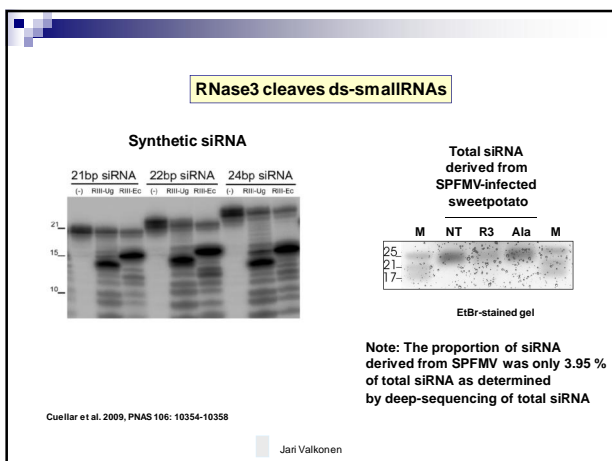 RNase3 cleaves ds-smallRNAs
Synthetic siRNA
21bp siRNA 22bp siRNA 24bp siRNA
(-) RIII-Ug RIII-Ec (-) RIII-Ug RIII-Ec (-) RIII-Ug RIII-Ec
21
15
10
Total siRNA
derived from
SPFMV-infected
sweetpotato
M NT R3 Ala M
25
21
17
EtBr-stained gel
Note: The proportion of siRNA
derived from SPFMV was only 3.95 %
of total siRNA as determined
by deep-sequencing of total siRNA
Cuellar et al. 2009, PNAS 106: 10354-10358
Jari Valkonen